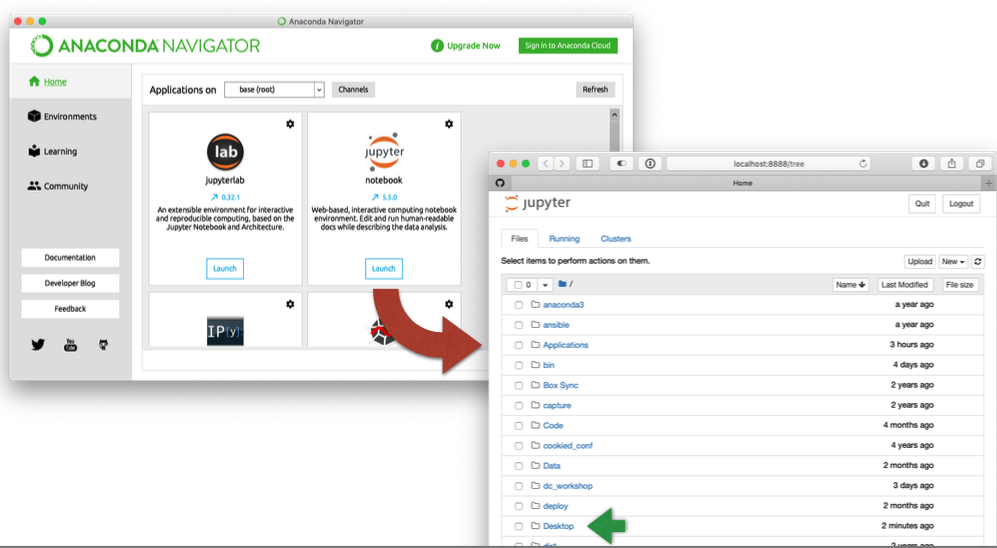 Anaconda Navigator
ANACONDA NAVIGATOR
Upgrade Now
Sign in to Anaconda Cloud
Home
Environments
Learning
Community
Documentation
Developer Blog
Feedback
You
Tube
Applications on
base (root)
Channels
Refresh
lab
jupyterlab
0.32.1
An extensible environment for interactive
and reproducible computing, based on the
Jupyter Notebook and Architecture.
Launch
jupyter
notebook
5.5.0
Web-based, interactive computing notebook
environment. Edit and run human-readable
docs while describing the data analysis.
Launch
IP[y]:
localhost:8888/tree
Home
jupyter
Quit
Logout
Files
Running
Clusters
Select items to perform actions on them.
Upload
New
0
/
Name
Last Modified
File size
anaconda3 a year ago
ansible a year ago
Applications 3 hours ago
bin 4 days ago
Box Sync 2 years ago
capture 2 years ago
Code 4 months ago
cookied_conf 4 years ago
Data 2 months ago
dc_workshop 3 days ago
deploy 2 months ago
Desktop 2 minutes ago